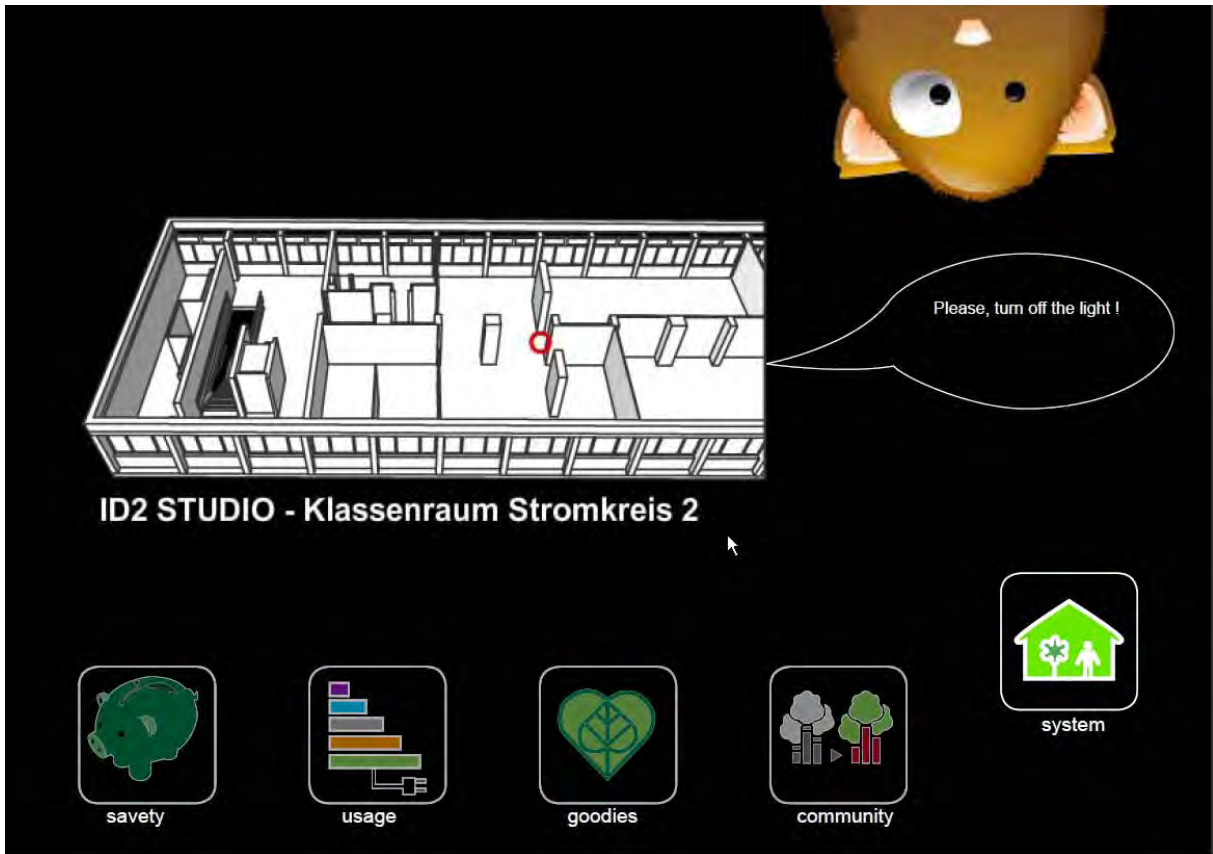 Please, turn off the light !
ID2 STUDIO - Klassenraum Stromkreis 2
system
savety
usage
goodies
community